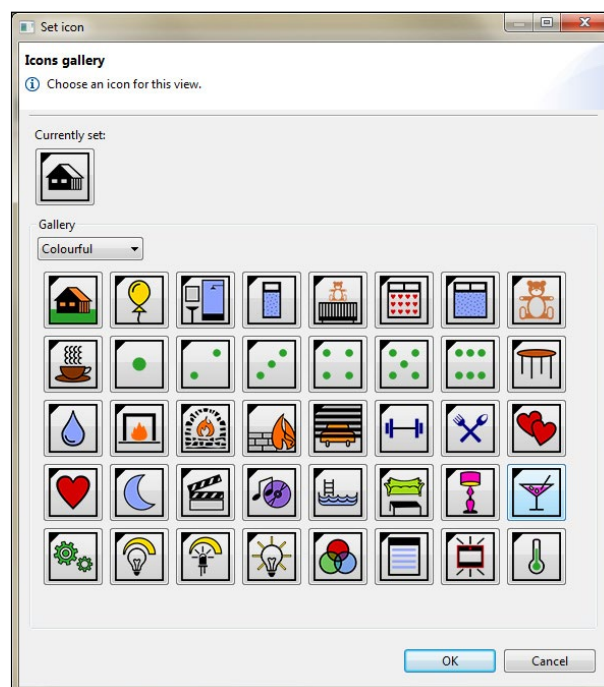 Set icon
Icons gallery
Choose an icon for this view.
Currently set:
Gallery
Colourful
OK
Cancel